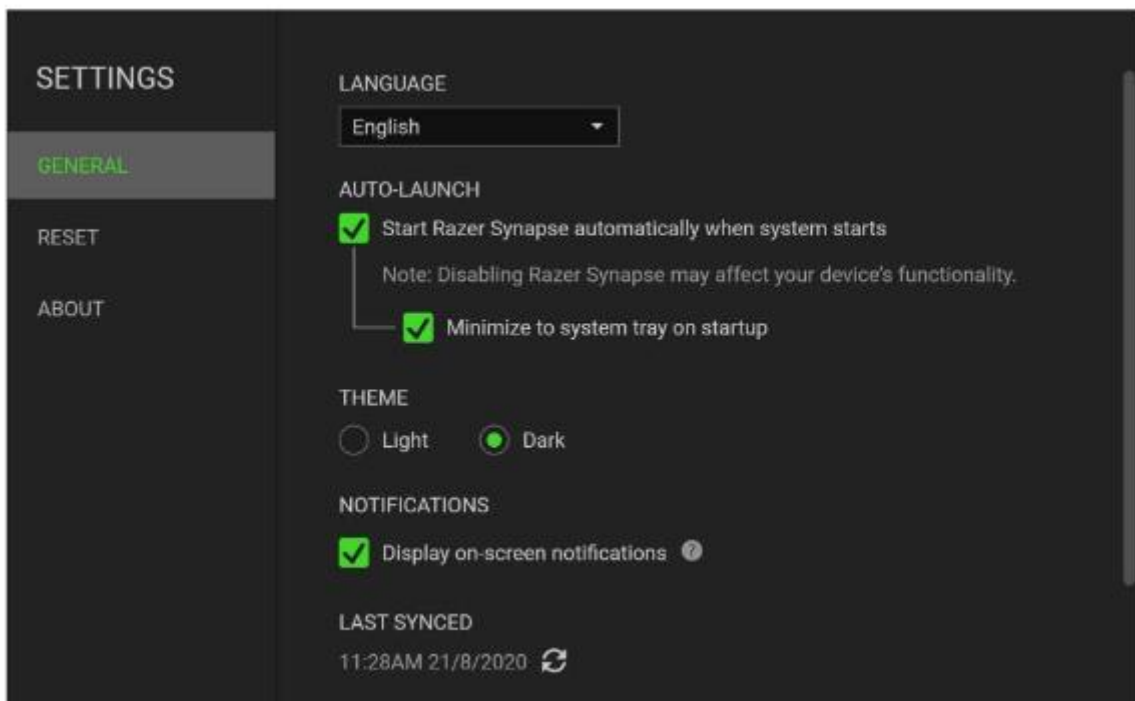 SETTINGS
GENERAL
RESET
ABOUT
LANGUAGE
English
AUTO-LAUNCH
Start Razer Synapse automatically when system starts
Note: Disabling Razer Synapse may affect your device's functionality.
Minimize to system tray on startup
THEME
Light Dark
NOTIFICATIONS
Display on-screen notifications ?
LAST SYNCED
11:28AM 21/8/2020